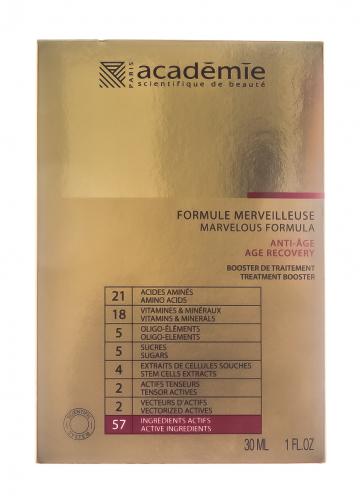 PARIS
académie
scientifique de beauté
FORMULE MERVEILLEUSE
MARVELOUS FORMULA
ANTI-ÂGE
AGE RECOVERY
BOOSTER DE TRAITEMENT
TREATMENT BOOSTER
21 ACIDES AMINÉS
AMINO ACIDS
18 VITAMINES & MINÉRAUX
VITAMINS & MINERALS
5 OLIGO-ÉLÉMENTS
OLIGO-ELEMENTS
5 SUCRES
SUGARS
4 EXTRAITS DE CELLULES SOUCHES
STEM CELLS EXTRACTS
2 ACTIFS TENSEURS
TENSOR ACTIVES
2 VECTEURS D'ACTIFS
VECTORIZED ACTIVES
57 INGRÉDIENTS ACTIFS
ACTIVE INGREDIENTS
SCIENTIFIC
SYSTEM
30 ML 1 FL.OZ